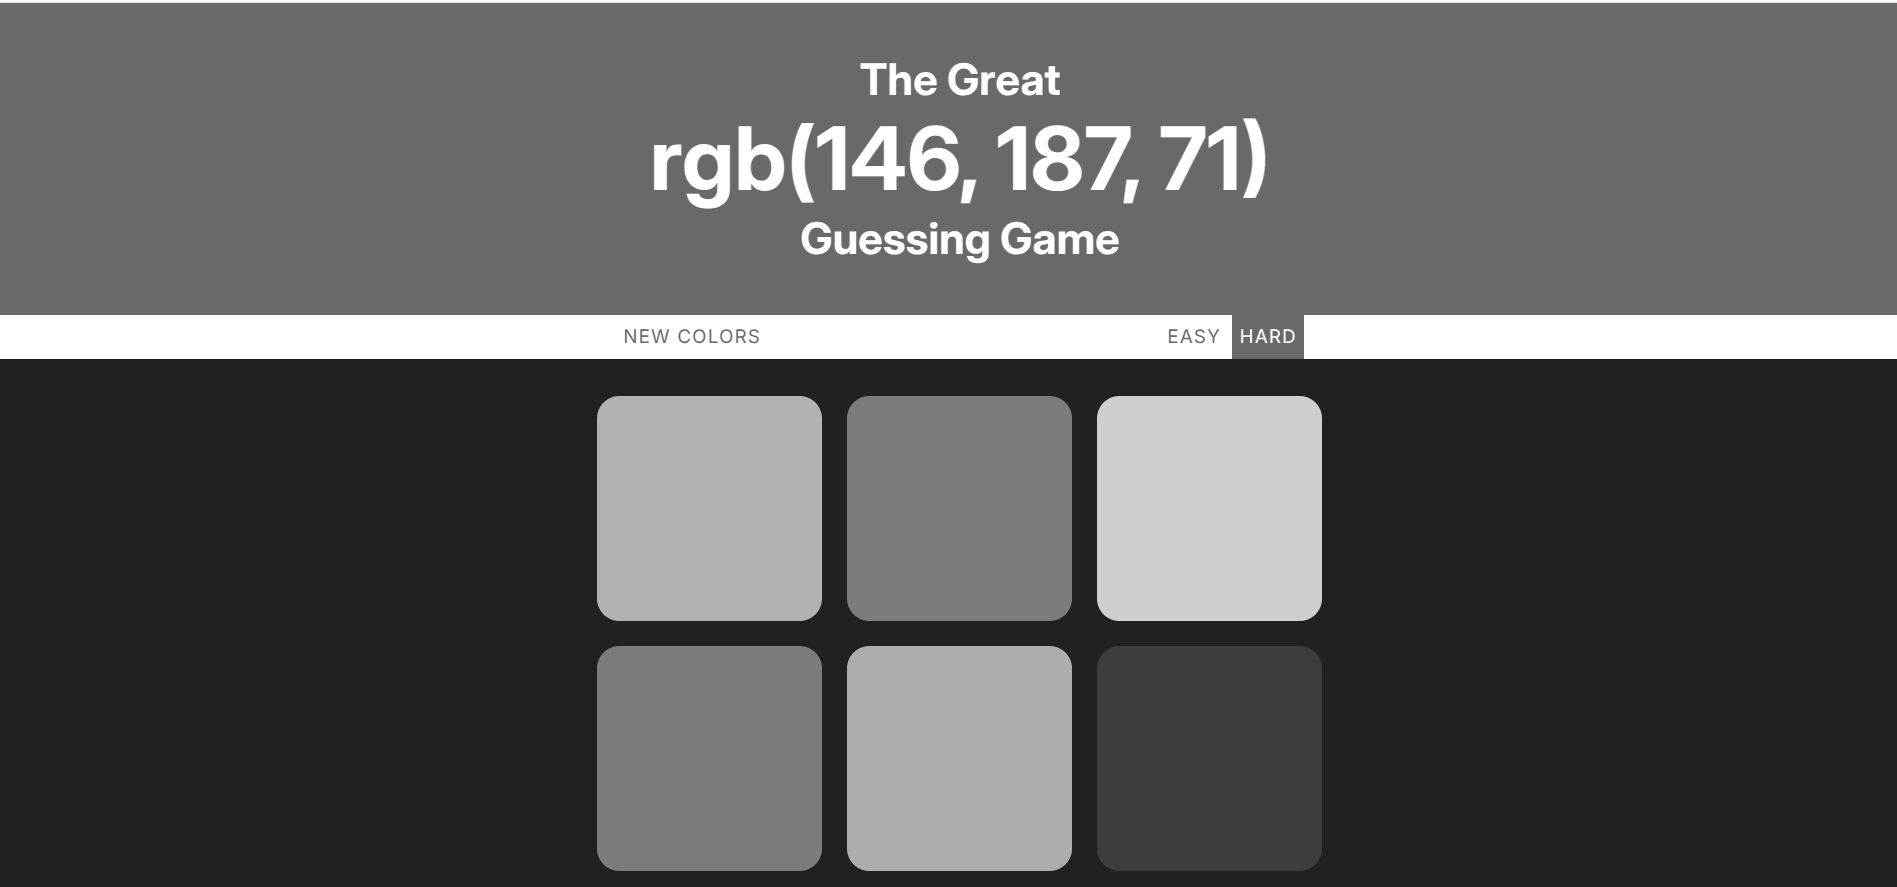 The Great
rgb(146, 187, 71)
Guessing Game
NEW COLORS EASY HARD